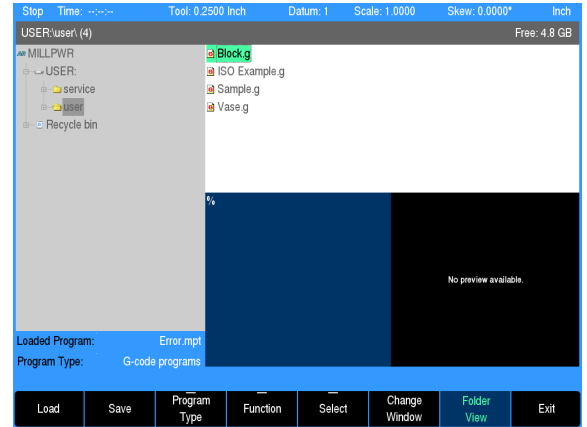 Stop Time: --:--:-- Tool: 0.2500 Inch Datum: 1 Scale: 1.0000 Skew: 0.0000° Inch
USER:\user\ (4) Free: 4.8 GB
MILLPWR
USER:
service
user
Recycle bin
Block.g
ISO Example.g
Sample.g
Vase.g
%
No preview available.
Loaded Program: Error.mpt
Program Type: G-code programs
Load Save Program Type Function Select Change Window Folder View Exit